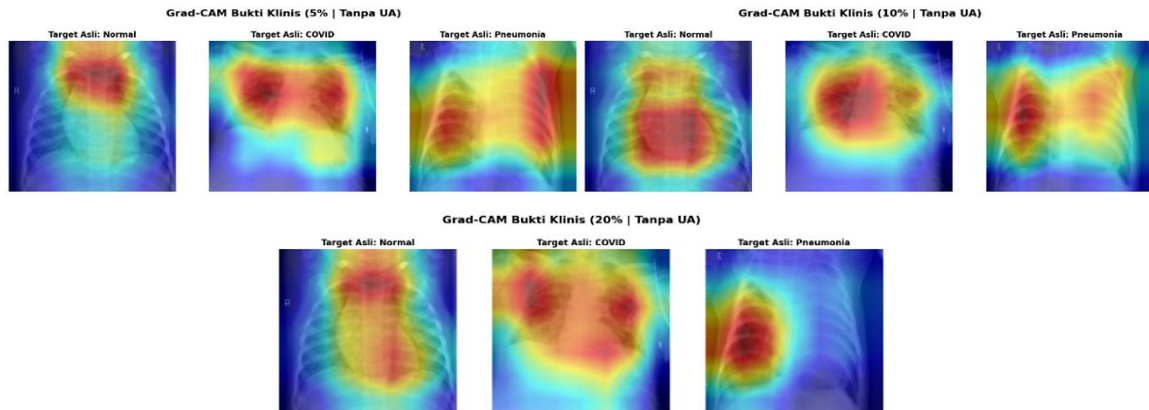 Grad-CAM Bukti Klinis (5% | Tanpa UA)
Target Asli: Normal
Target Asli: COVID
Target Asli: Pneumonia
Grad-CAM Bukti Klinis (10% | Tanpa UA)
Target Asli: Normal
Target Asli: COVID
Target Asli: Pneumonia
Grad-CAM Bukti Klinis (20% | Tanpa UA)
Target Asli: Normal
Target Asli: COVID
Target Asli: Pneumonia
R
R
R